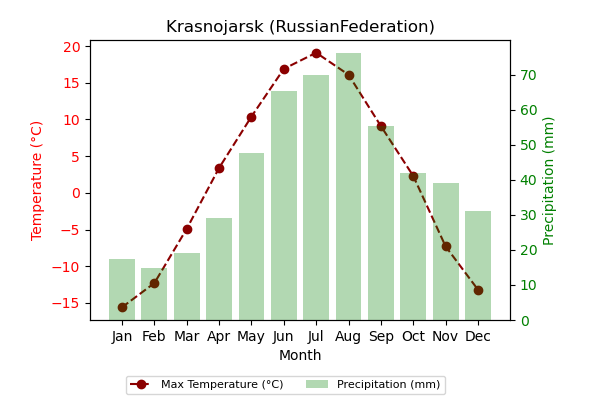 Krasnojarsk (RussianFederation)
Temperature (°C)
20
15
10
5
0
−5
−10
−15
70
60
50
40
30
20
10
0
Precipitation (mm)
Jan Feb Mar Apr May Jun Jul Aug Sep Oct Nov Dec
Month
Max Temperature (°C) Precipitation (mm)